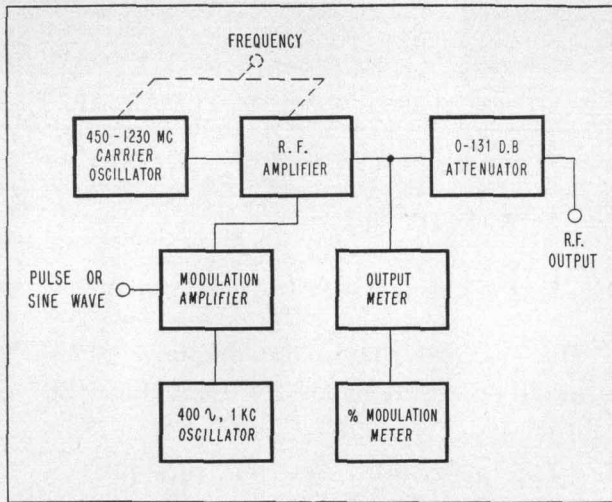 FREQUENCY
450-1230 MC
CARRIER
OSCILLATOR
R. F.
AMPLIFIER
0-131 D.B
ATTENUATOR
R.F.
OUTPUT
PULSE OR
SINE WAVE
MODULATION
AMPLIFIER
OUTPUT
METER
400 ∿, 1 KC
OSCILLATOR
% MODULATION
METER